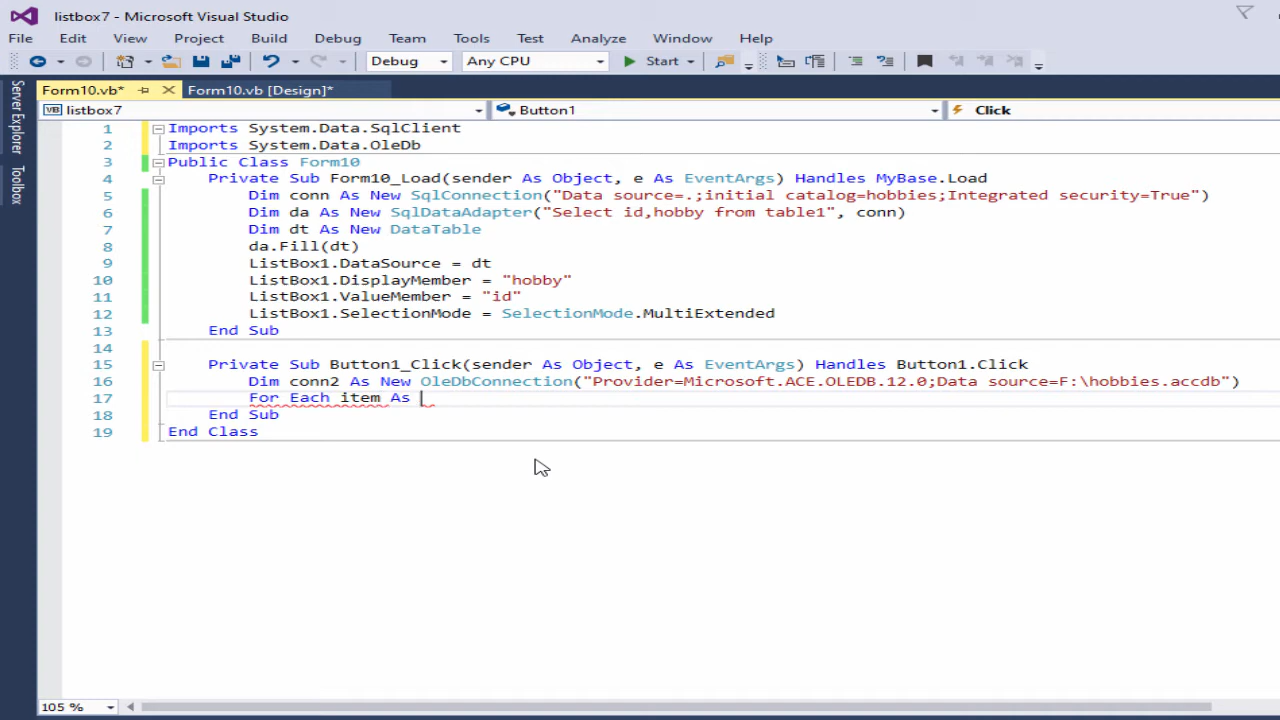 listbox7 - Microsoft Visual Studio
File Edit View Project Build Debug Team Tools Test Analyze Window Help
Debug Any CPU Start
Server Explorer
Toolbox
Form10.vb* Form10.vb [Design]*
listbox7 Button1 Click
1 Imports System.Data.SqlClient
2 Imports System.Data.OleDb
3 Public Class Form10
4 Private Sub Form10_Load(sender As Object, e As EventArgs) Handles MyBase.Load
5 Dim conn As New SqlConnection("Data source=.;initial catalog=hobbies;Integrated security=True")
6 Dim da As New SqlDataAdapter("Select id,hobby from table1", conn)
7 Dim dt As New DataTable
8 da.Fill(dt)
9 ListBox1.DataSource = dt
10 ListBox1.DisplayMember = "hobby"
11 ListBox1.ValueMember = "id"
12 ListBox1.SelectionMode = SelectionMode.MultiExtended
13 End Sub
14
15 Private Sub Button1_Click(sender As Object, e As EventArgs) Handles Button1.Click
16 Dim conn2 As New OleDbConnection("Provider=Microsoft.ACE.OLEDB.12.0;Data source=F:\hobbies.accdb")
17 For Each item As
18 End Sub
19 End Class
105 %